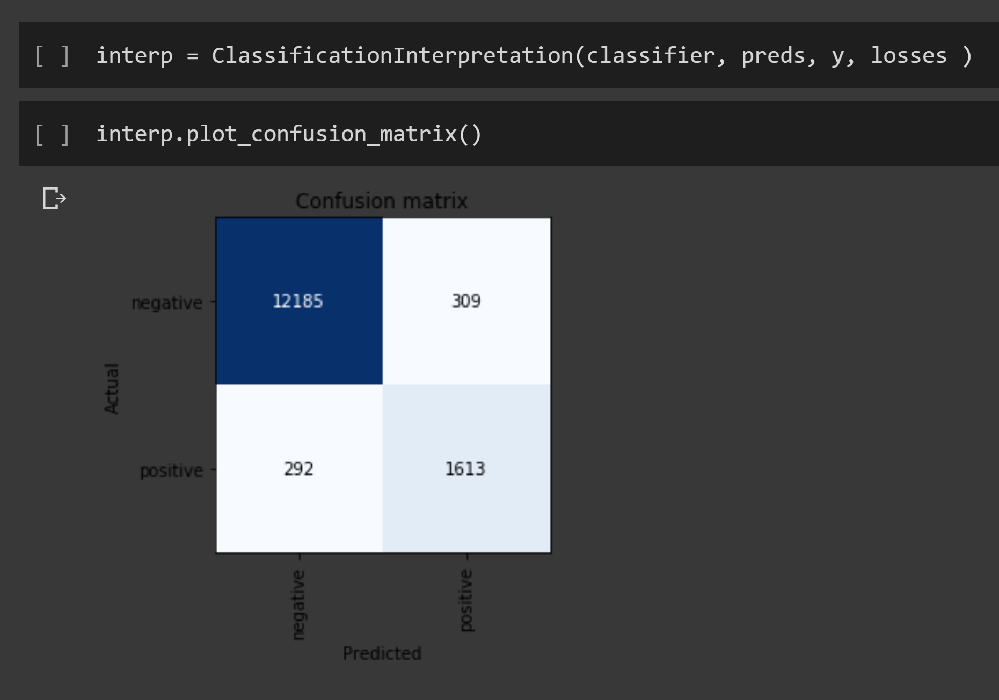 [ ] interp = ClassificationInterpretation(classifier, preds, y, losses )
[ ] interp.plot_confusion_matrix()
Confusion matrix
negative 12185 309
Actual
positive 292 1613
negative positive
Predicted